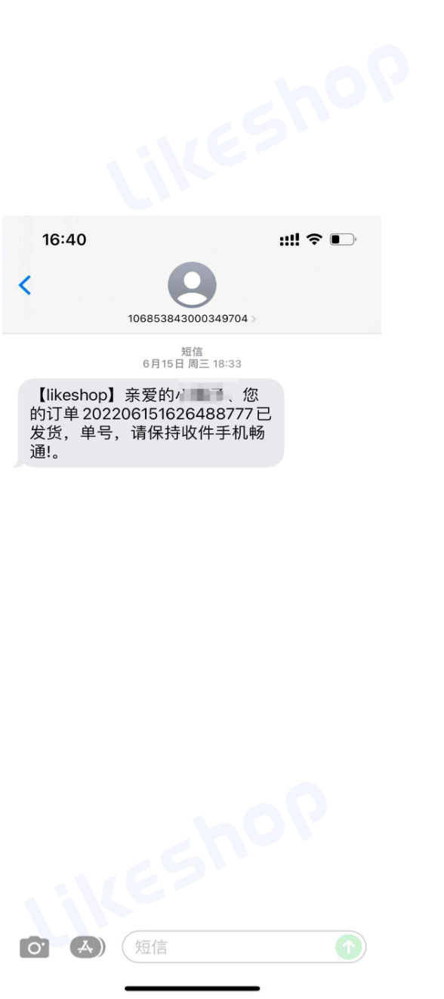 likeshop
16:40
106853843000349704
短信
6月15日 周三 18:33
【likeshop】亲爱的小、您
的订单202206151626488777已
发货，单号，请保持收件手机畅
通!。
likeshop
短信